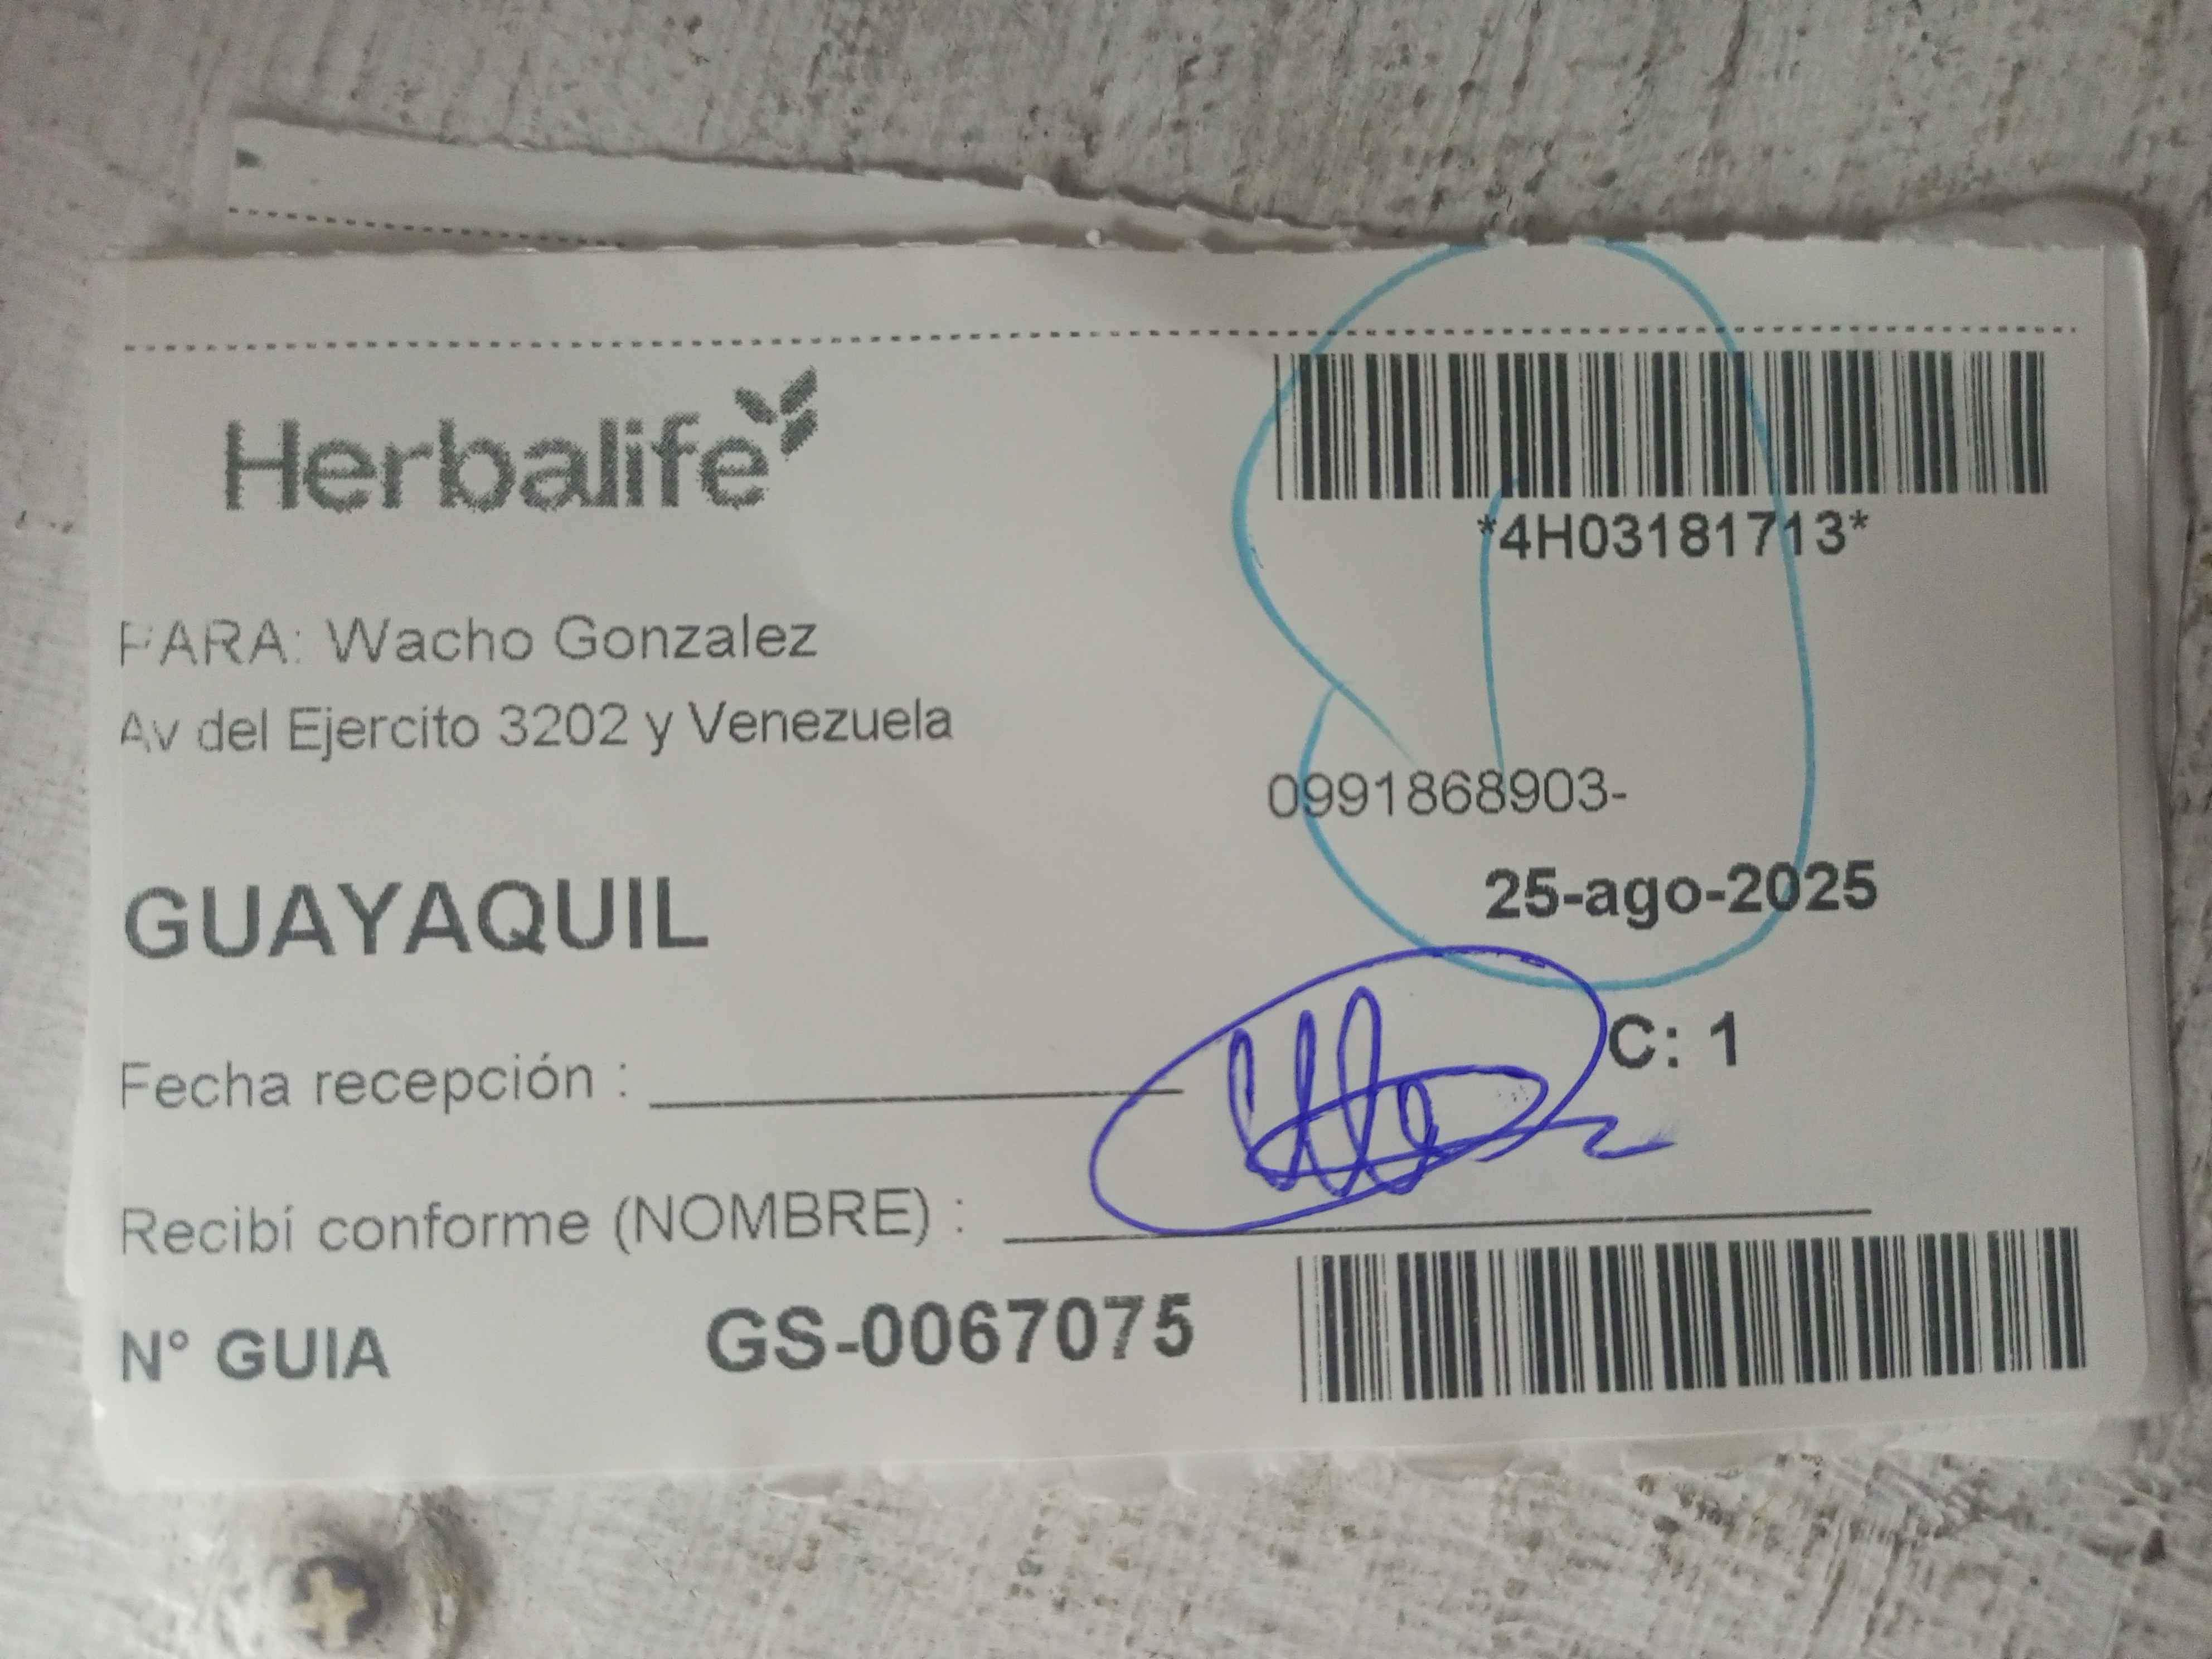 Herbalife
*4H03181713*
PARA: Wacho Gonzalez
Av del Ejercito 3202 y Venezuela
0991868903-
GUAYAQUIL
25-ago-2025
C: 1
Fecha recepción :
Recibí conforme (NOMBRE) :
N° GUIA GS-0067075